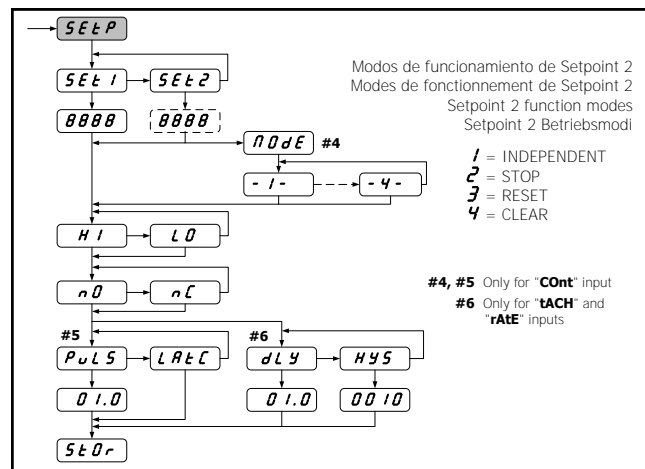 SEtP
SEt1 SEt2
8888 8888
nOdE #4
-1- -4-
HI LO
nO nC
#5 #6
PuLS LAtC dLY HYS
01.0 01.0 0010
StOr
Modos de funcionamiento de Setpoint 2
Modes de fonctionnement de Setpoint 2
Setpoint 2 function modes
Setpoint 2 Betriebsmodi
1 = INDEPENDENT
2 = STOP
3 = RESET
4 = CLEAR
#4, #5 Only for "COnt" input
#6 Only for "tACH" and
"rAtE" inputs